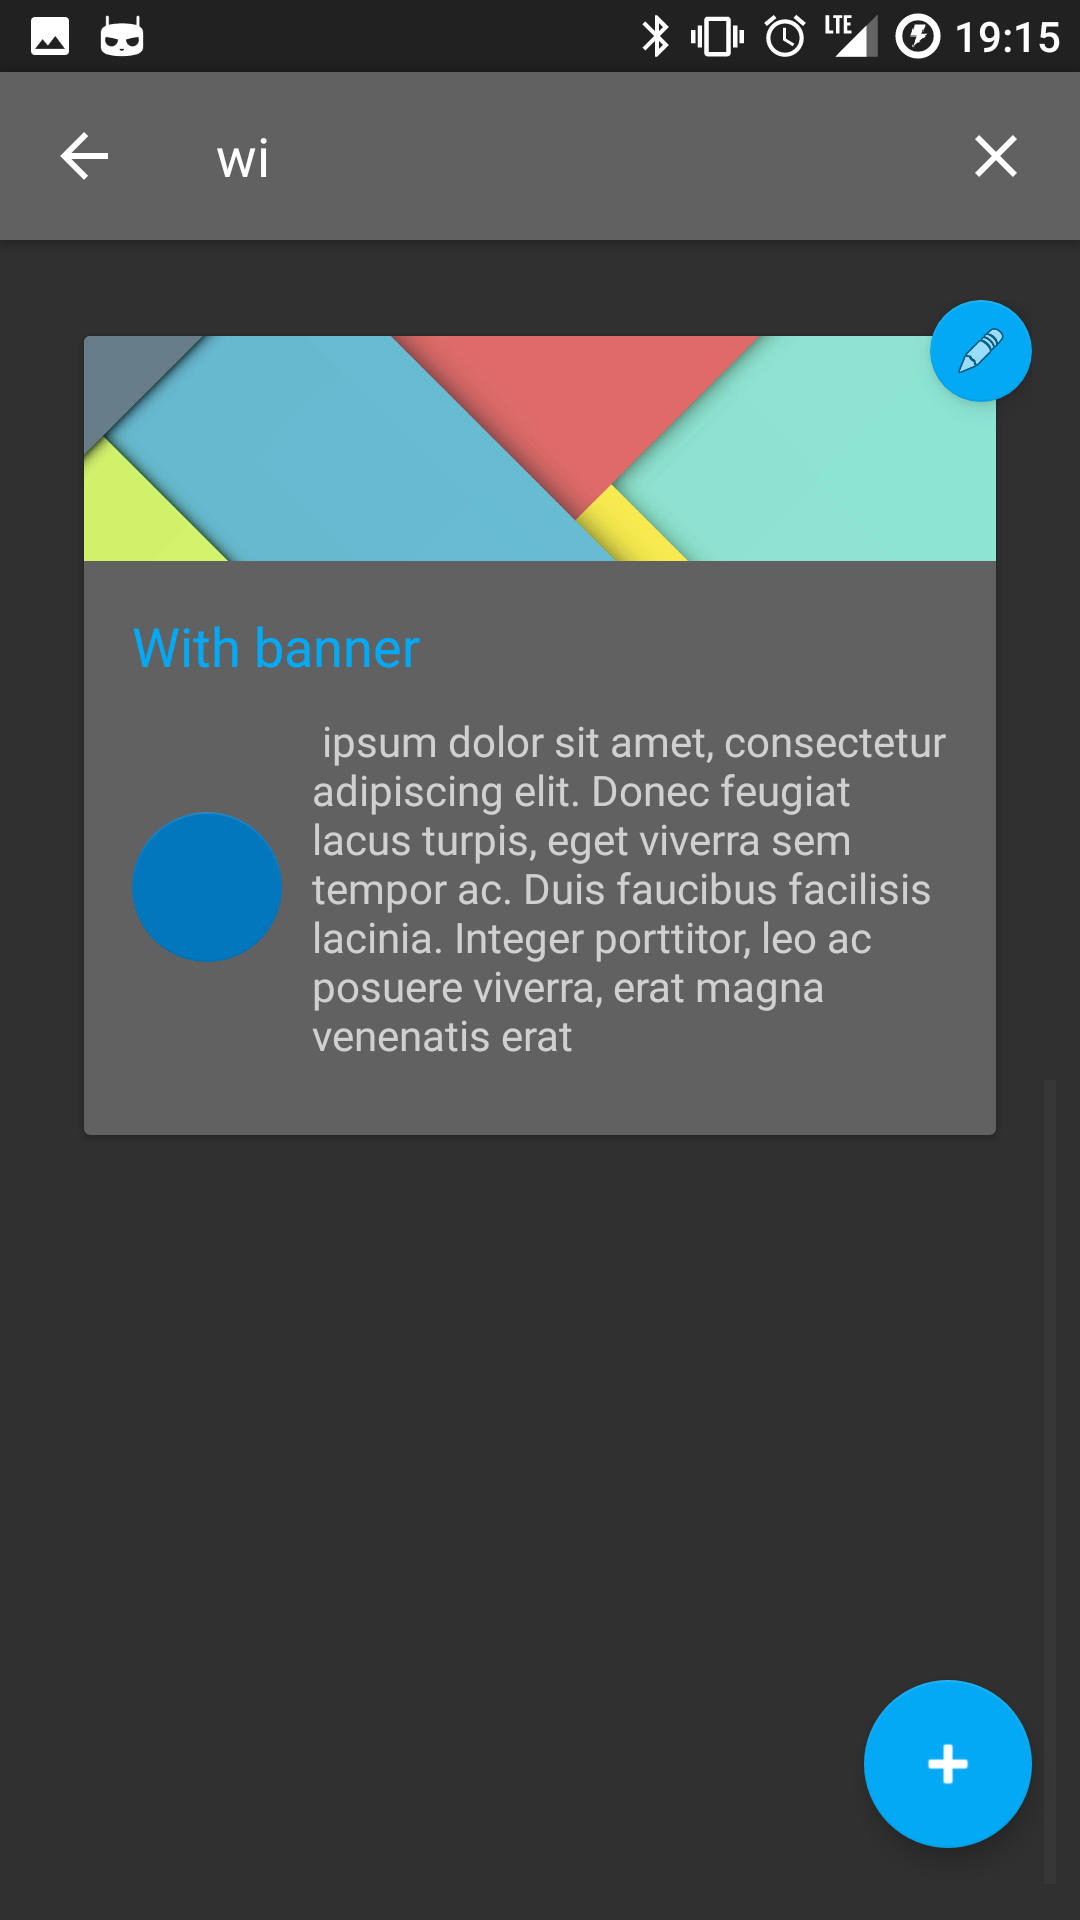 LTE 19:15
wi
With banner
ipsum dolor sit amet, consectetur
adipiscing elit. Donec feugiat
lacus turpis, eget viverra sem
tempor ac. Duis faucibus facilisis
lacinia. Integer porttitor, leo ac
posuere viverra, erat magna
venenatis erat